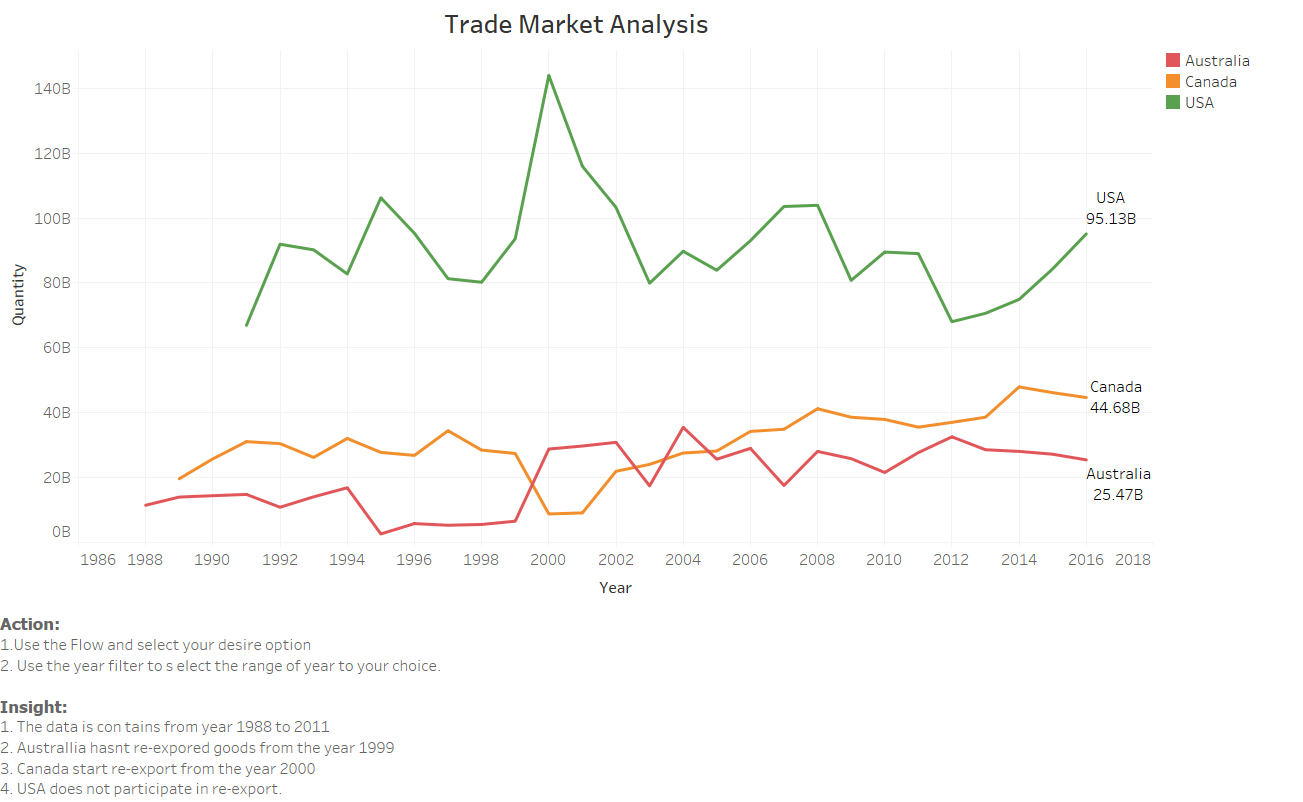 Trade Market Analysis
Australia
Canada
USA
140B
120B
100B
80B
60B
40B
20B
0B
Quantity
USA
95.13B
Canada
44.68B
Australia
25.47B
1986 1988 1990 1992 1994 1996 1998 2000 2002 2004 2006 2008 2010 2012 2014 2016 2018
Year
Action:
1.Use the Flow and select your desire option
2. Use the year filter to s elect the range of year to your choice.
Insight:
1. The data is con tains from year 1988 to 2011
2. Australlia hasnt re-expored goods from the year 1999
3. Canada start re-export from the year 2000
4. USA does not participate in re-export.